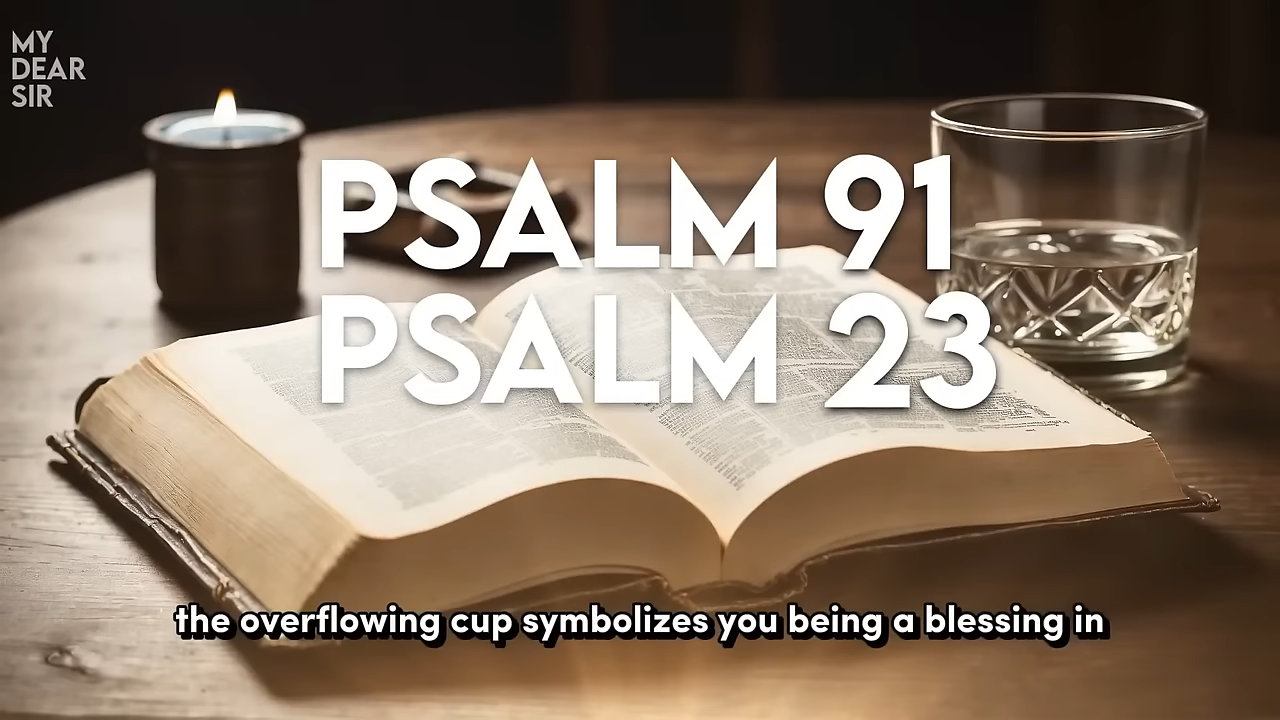 MY
DEAR
SIR
PSALM 91
PSALM 23
the overflowing cup symbolizes you being a blessing in